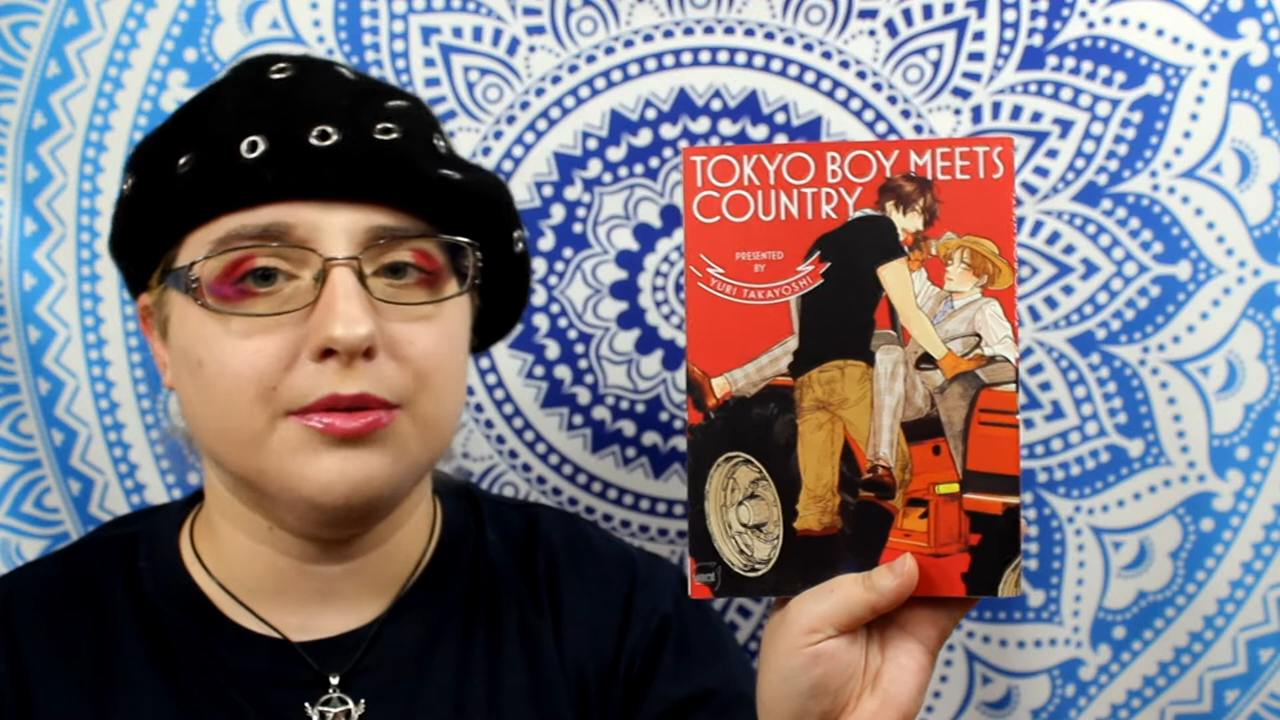 TOKYO BOY MEETS
COUNTRY
PRESENTED
BY
YURI TAKAYOSHI